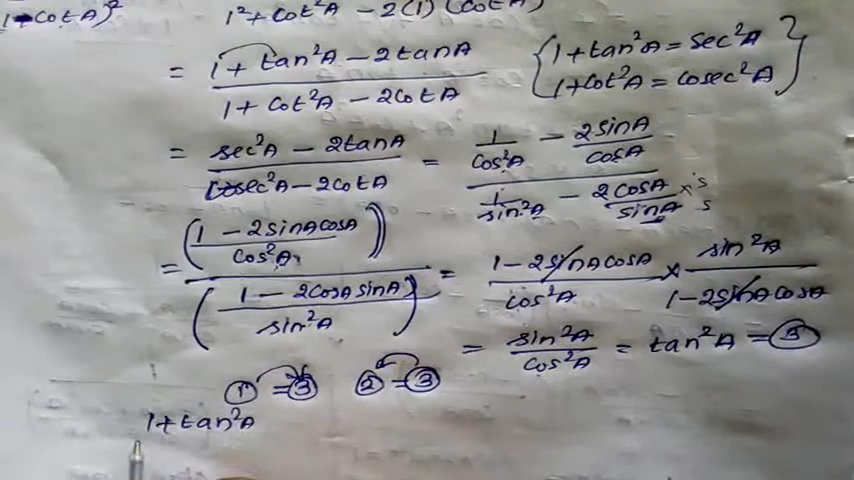 1-cotA)² 1²+cot²A - 2(1)(cotA)
= (1+tan²A - 2tanA)/(1+cot²A - 2cotA) {1+tan²A = sec²A
1+cot²A = cosec²A}
= (sec²A - 2tanA)/(cosec²A - 2cotA) = (1/cos²A - 2sinA/cosA)/(1/sin²A - 2cosA/sinA × s/s)
= ((1 - 2sinAcosA)/cos²A)/((1 - 2cosAsinA)/sin²A) = (1-2sinAcosA)/cos²A × sin²A/(1-2sinAcosA)
= sin²A/cos²A = tan²A = ③
① = ③ ② = ③
1+tan²A